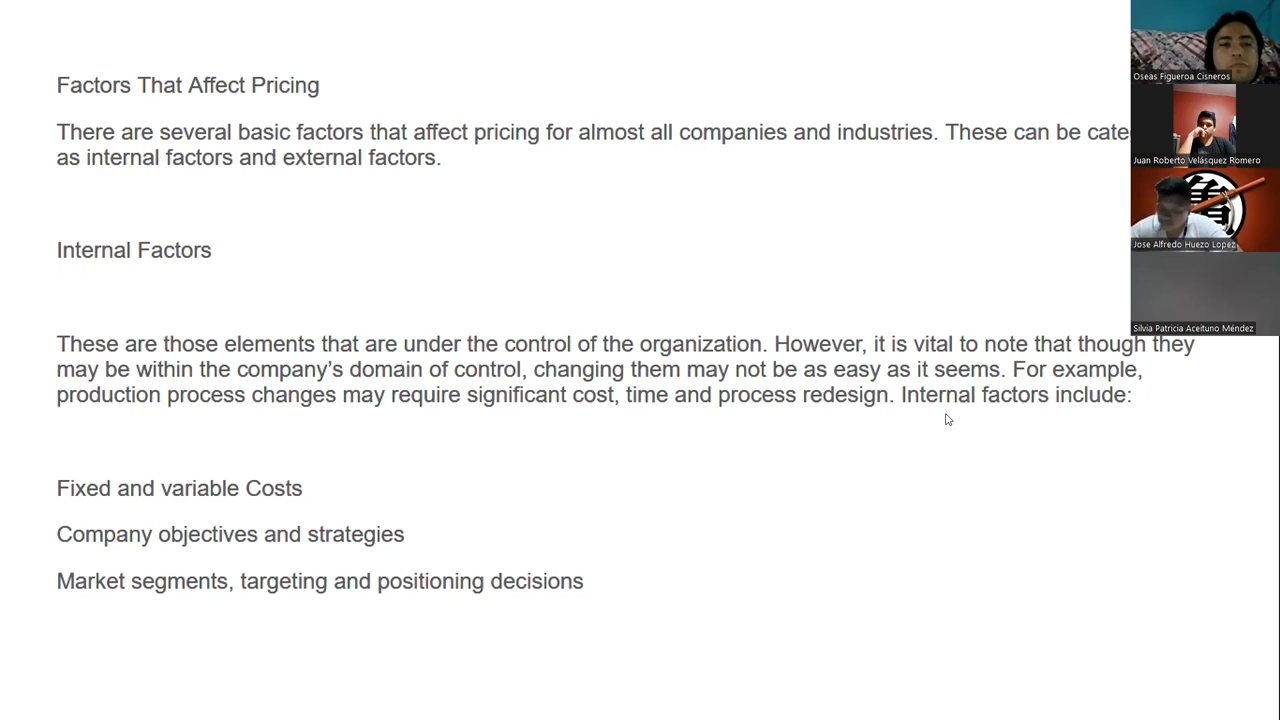 Factors That Affect Pricing
There are several basic factors that affect pricing for almost all companies and industries. These can be
as internal factors and external factors.
Internal Factors
These are those elements that are under the control of the organization. However, it is vital to note that though they
may be within the company's domain of control, changing them may not be as easy as it seems. For example,
production process changes may require significant cost, time and process redesign. Internal factors include:
Fixed and variable Costs
Company objectives and strategies
Market segments, targeting and positioning decisions
Oseas Figueroa Cisneros
Juan Roberto Velásquez Romero
亀
Jose Alfredo Huezo Lopez
Silvia Patricia Aceituno Méndez